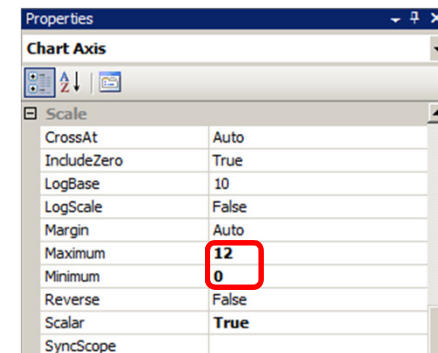 Properties
Chart Axis
Scale
CrossAt Auto
IncludeZero True
LogBase 10
LogScale False
Margin Auto
Maximum 12
Minimum 0
Reverse False
Scalar True
SyncScope